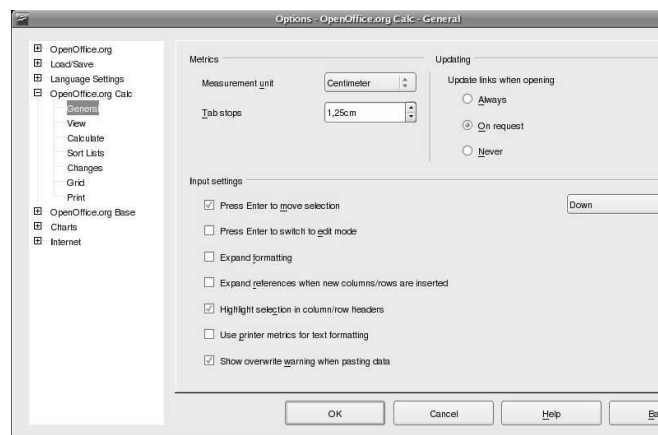 Options - OpenOffice.org Calc - General
OpenOffice.org
Load/Save
Language Settings
OpenOffice.org Calc
General
View
Calculate
Sort Lists
Changes
Grid
Print
OpenOffice.org Base
Charts
Internet
Metrics
Measurement unit
Centimeter
Tab stops
1,25cm
Updating
Update links when opening
Always
On request
Never
Input settings
Press Enter to move selection
Down
Press Enter to switch to edit mode
Expand formatting
Expand references when new columns/rows are inserted
Highlight selection in column/row headers
Use printer metrics for text formatting
Show overwrite warning when pasting data
OK
Cancel
Help
Ba